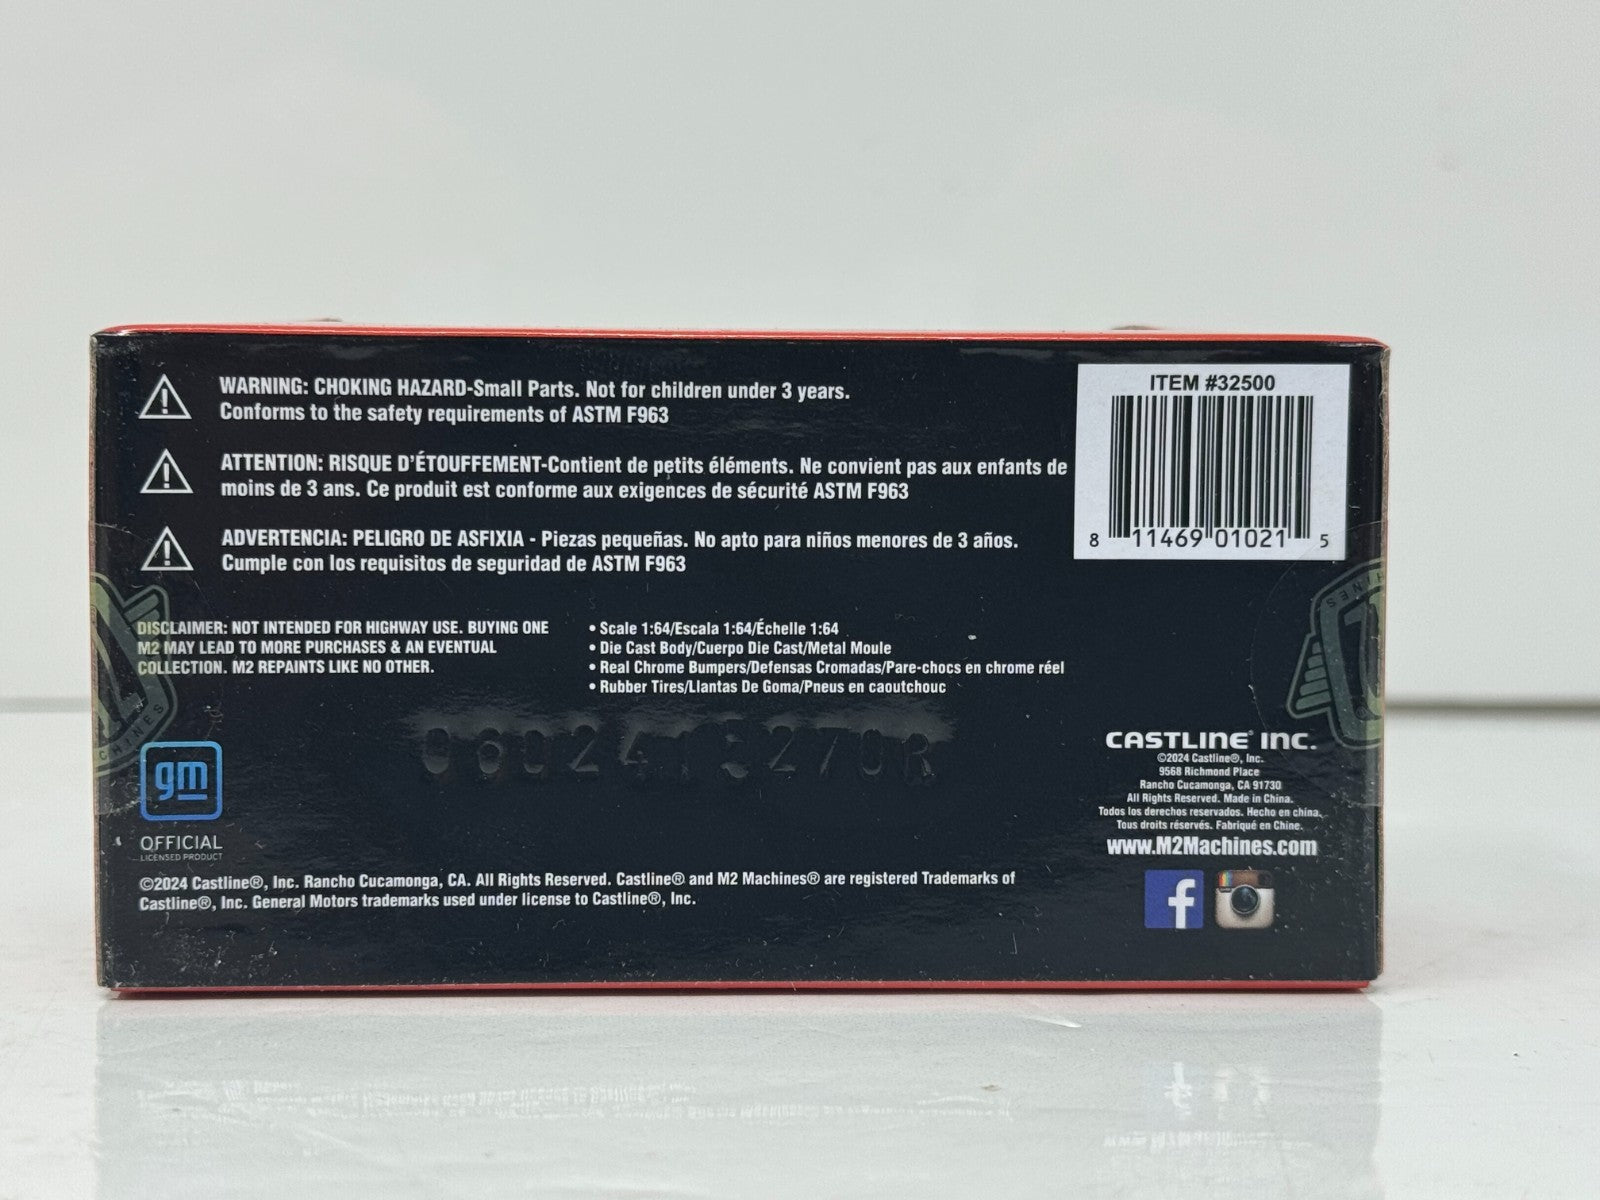 WARNING: CHOKING HAZARD-Small Parts. Not for children under 3 years.
Conforms to the safety requirements of ASTM F963
ATTENTION: RISQUE D'ÉTOUFFEMENT-Contient de petits éléments. Ne convient pas aux enfants de
moins de 3 ans. Ce produit est conforme aux exigences de sécurité ASTM F963
ADVERTENCIA: PELIGRO DE ASFIXIA - Piezas pequeñas. No apto para niños menores de 3 años.
Cumple con los requisitos de seguridad de ASTM F963
ITEM #32500
8 11469 01021 5
DISCLAIMER: NOT INTENDED FOR HIGHWAY USE. BUYING ONE
M2 MAY LEAD TO MORE PURCHASES & AN EVENTUAL
COLLECTION. M2 REPAINTS LIKE NO OTHER.
• Scale 1:64/Escala 1:64/Échelle 1:64
• Die Cast Body/Cuerpo Die Cast/Metal Moule
• Real Chrome Bumpers/Defensas Cromadas/Pare-chocs en chrome réel
• Rubber Tires/Llantas De Goma/Pneus en caoutchouc
gm
OFFICIAL
LICENSED PRODUCT
©2024 Castline®, Inc. Rancho Cucamonga, CA. All Rights Reserved. Castline® and M2 Machines® are registered Trademarks of
Castline®, Inc. General Motors trademarks used under license to Castline®, Inc.
CASTLINE® INC.
©2024 Castline®, Inc.
9568 Richmond Place
Rancho Cucamonga, CA 91730
All Rights Reserved. Made in China.
Todos los derechos reservados. Hecho en china.
Tous droits réservés. Fabriqué en Chine.
www.M2Machines.com
f